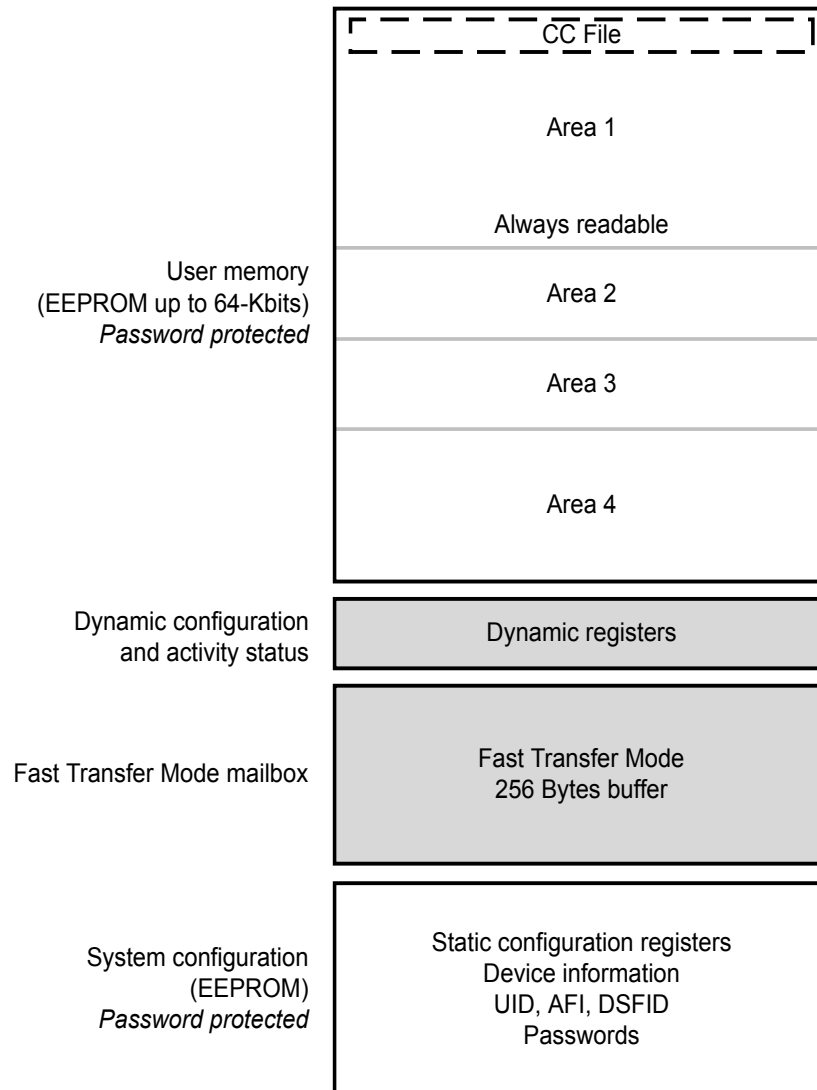 CC File
Area 1
Always readable
User memory
(EEPROM up to 64-Kbits)
Password protected
Area 2
Area 3
Area 4
Dynamic configuration
and activity status
Dynamic registers
Fast Transfer Mode mailbox
Fast Transfer Mode
256 Bytes buffer
System configuration
(EEPROM)
Password protected
Static configuration registers
Device information
UID, AFI, DSFID
Passwords